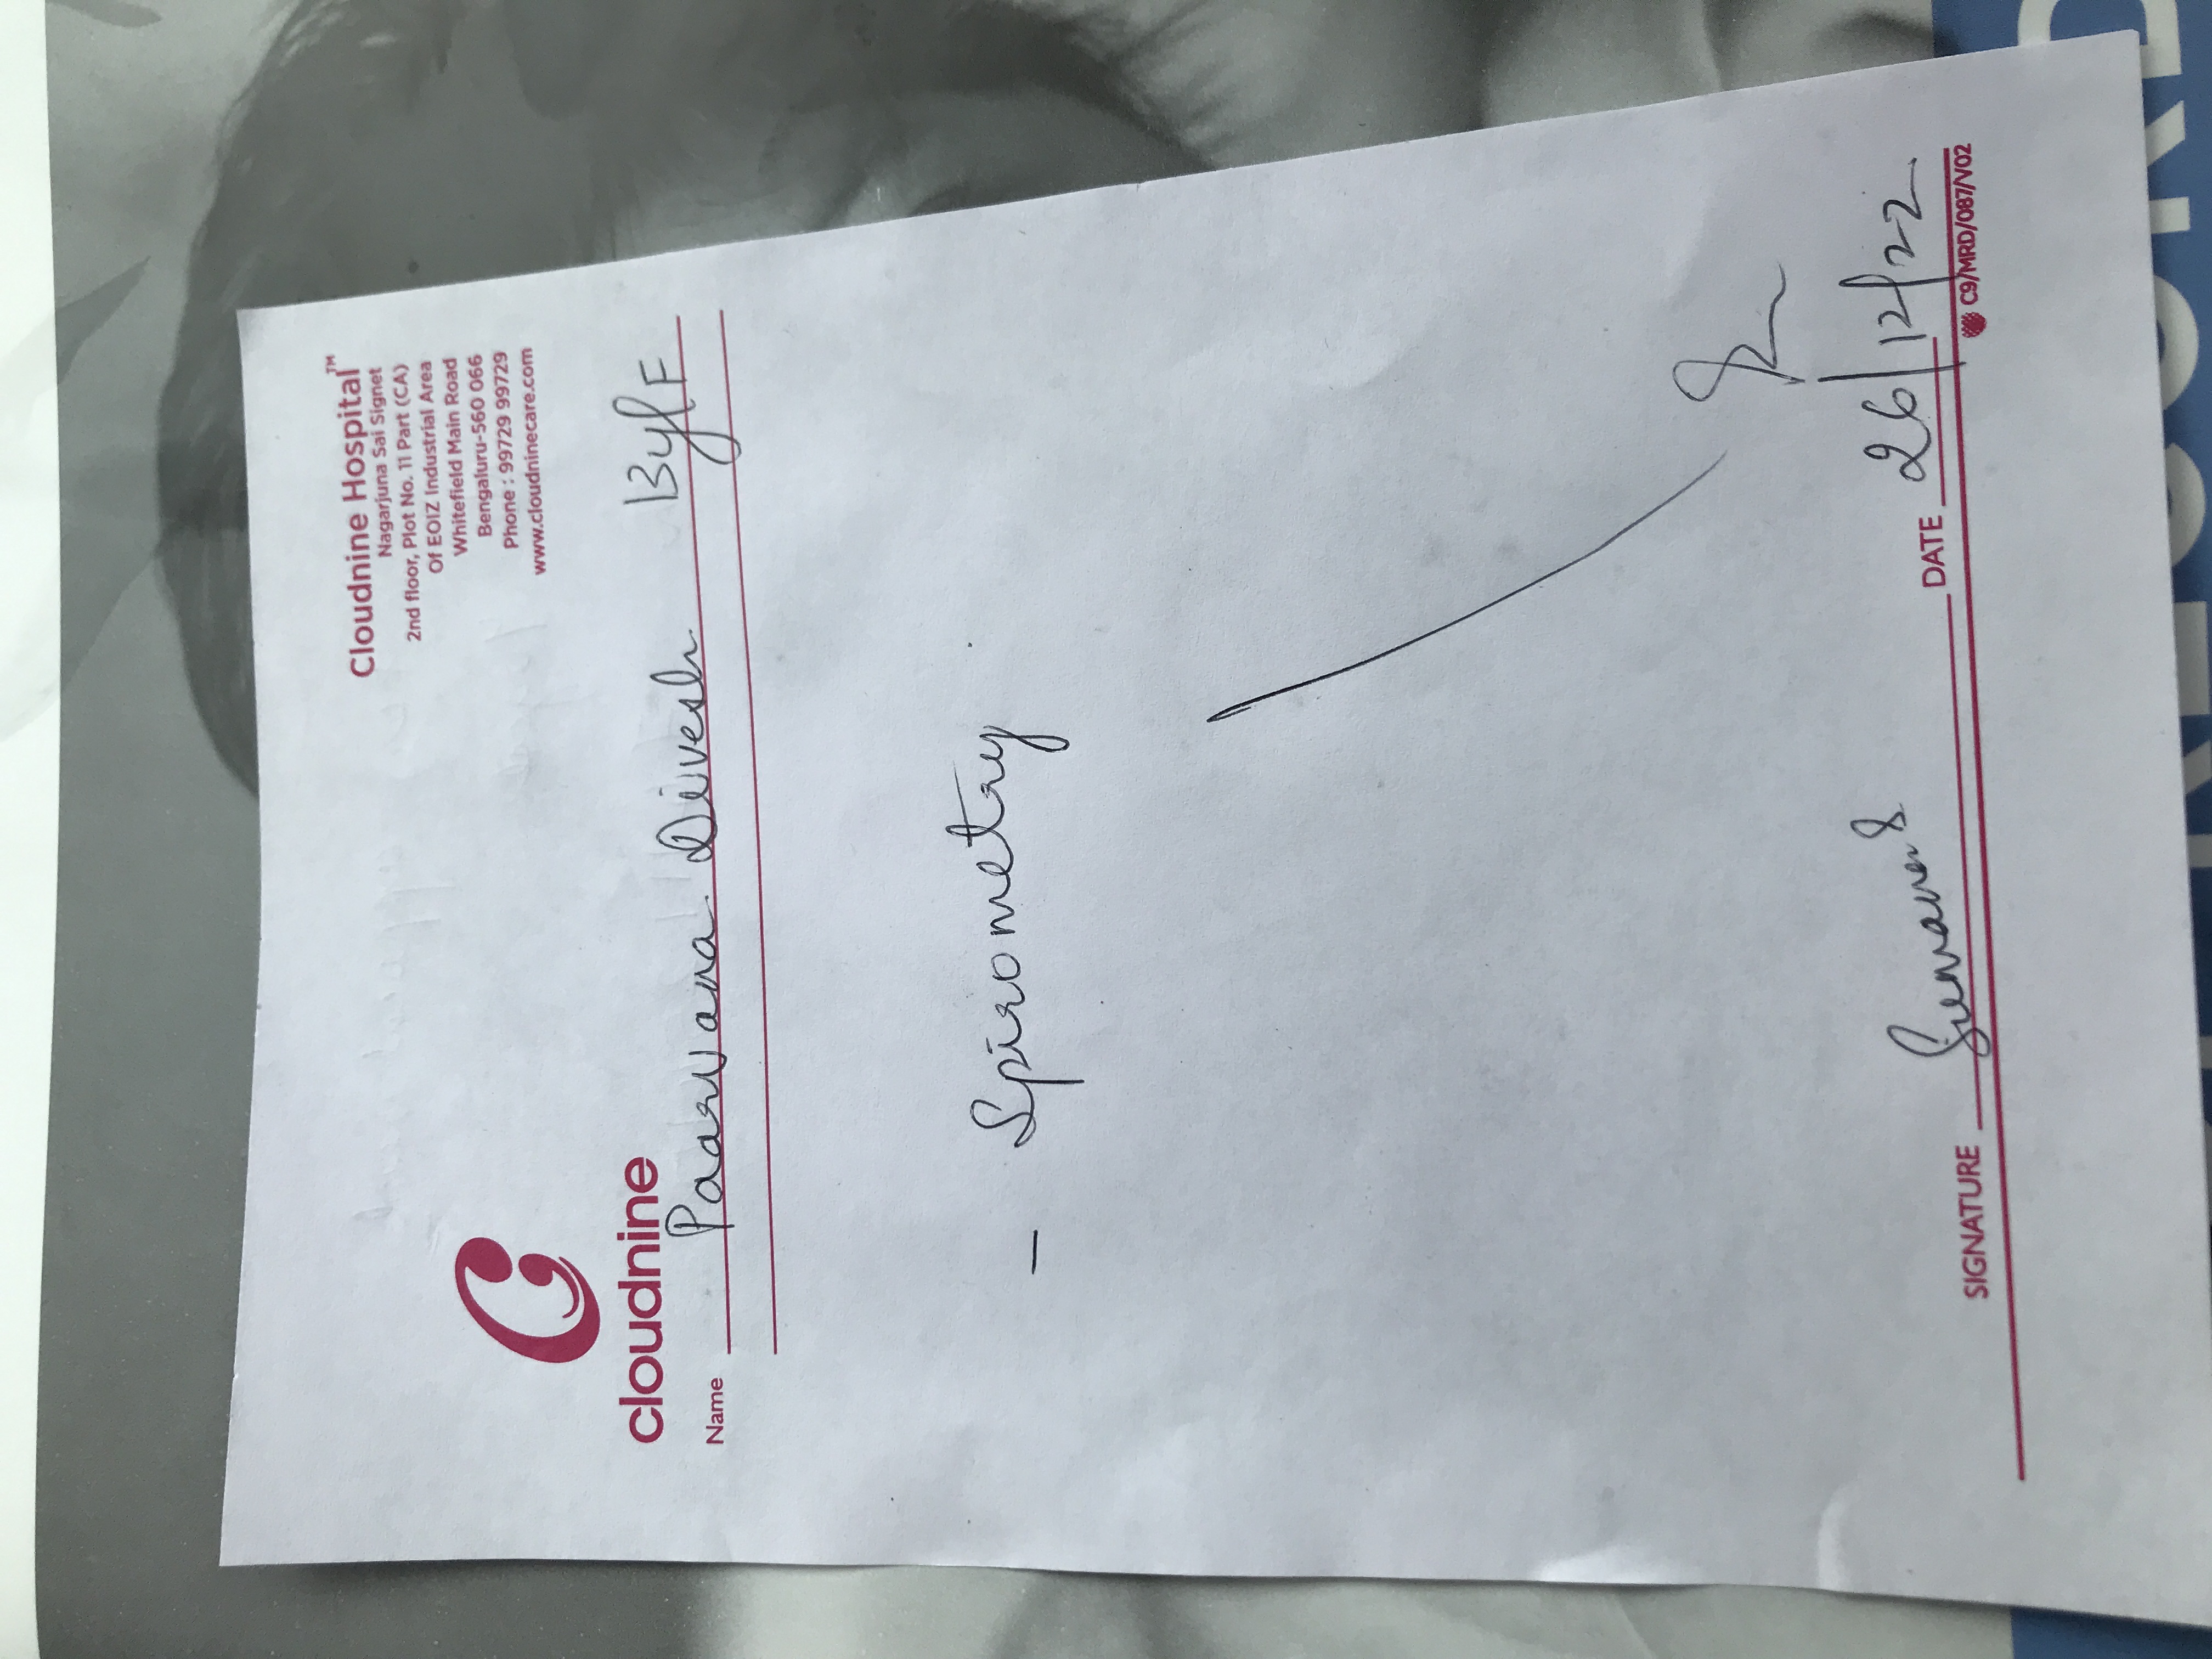 Cloudnine Hospital™
Nagarjuna Sai Signet
2nd floor, Plot No. 11 Part (CA)
Of EOIZ Industrial Area
Whitefield Main Road
Bengaluru-560 066
Phone : 99729 99729
www.cloudninecare.com
cloudnine
Name Paarvana Divesh. 13y/F
- Spirometry
SIGNATURE DATE 26/12/22
C9/MRD/087/V02